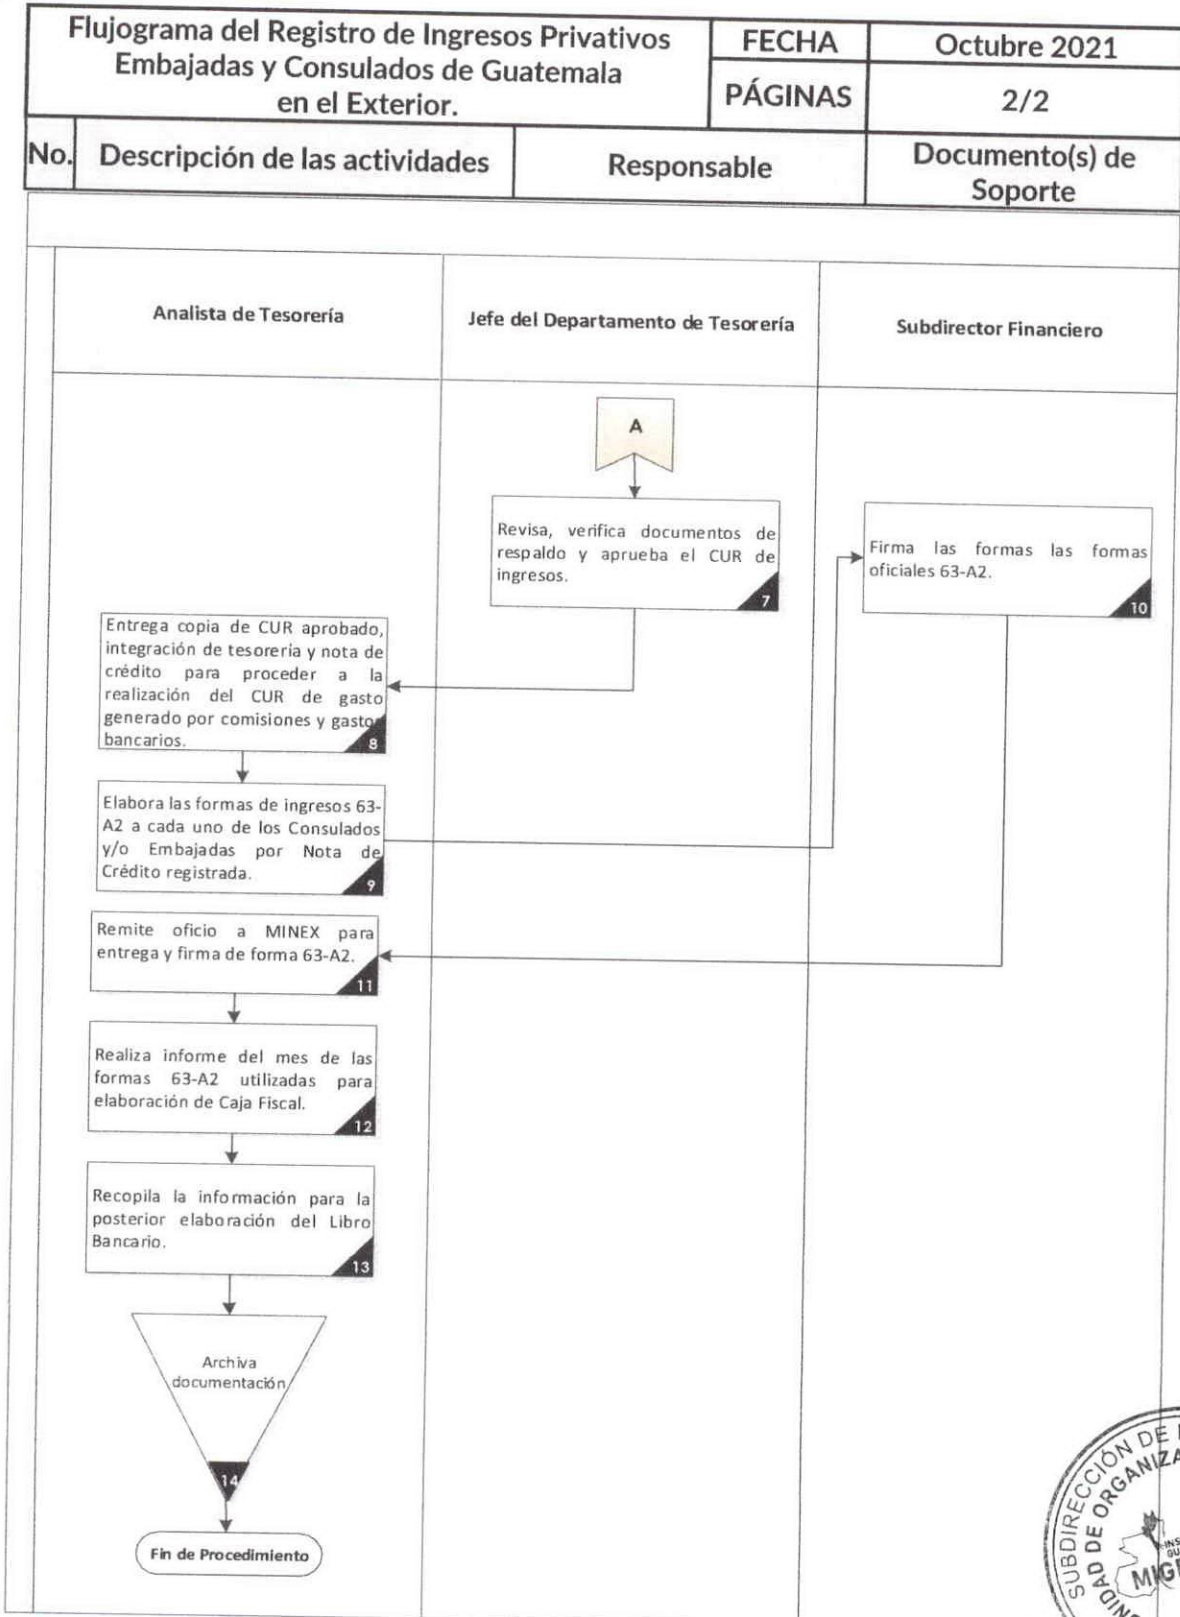 Flujograma del Registro de Ingresos Privativos
Embajadas y Consulados de Guatemala
en el Exterior.
FECHA
Octubre 2021
PÁGINAS
2/2
No.
Descripción de las actividades
Responsable
Documento(s) de
Soporte
Analista de Tesorería
Jefe del Departamento de Tesorería
Subdirector Financiero
A
Revisa, verifica documentos de
respaldo y aprueba el CUR de
ingresos.
7
Firma las formas las formas
oficiales 63-A2.
10
Entrega copia de CUR aprobado,
integración de tesoreria y nota de
crédito para proceder a la
realización del CUR de gasto
generado por comisiones y gastos
bancarios.
8
Elabora las formas de ingresos 63-
A2 a cada uno de los Consulados
y/o Embajadas por Nota de
Crédito registrada.
9
Remite oficio a MINEX para
entrega y firma de forma 63-A2.
11
Realiza informe del mes de las
formas 63-A2 utilizadas para
elaboración de Caja Fiscal.
12
Recopila la información para la
posterior elaboración del Libro
Bancario.
13
Archiva
documentación
14
Fin de Procedimiento
SUBDIRECCIÓN DE
DE ORGANIZA